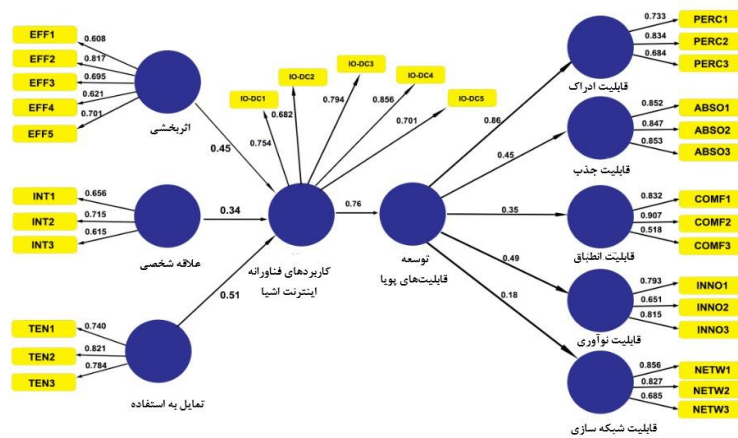 EFF1
0.608
EFF2
0.817
EFF3
0.695
EFF4
0.621
EFF5
0.701
اثربخشی
0.45
INT1
0.656
INT2
0.715
INT3
0.615
علاقه شخصی
0.34
TEN1
0.740
TEN2
0.821
TEN3
0.784
تمایل به استفاده
0.51
IO-DC1
0.754
IO-DC2
0.682
IO-DC3
0.794
IO-DC4
0.856
IO-DC5
0.701
کاربردهای فناورانه
اینترنت اشیا
0.76
توسعه
قابلیت‌های پویا
0.86
0.45
0.35
0.49
0.18
قابلیت ادراک
0.733
PERC1
0.834
PERC2
0.684
PERC3
قابلیت جذب
0.852
ABSO1
0.847
ABSO2
0.853
ABSO3
قابلیت انطباق
0.832
COMF1
0.907
COMF2
0.518
COMF3
قابلیت نوآوری
0.793
INNO1
0.651
INNO2
0.815
INNO3
قابلیت شبکه سازی
0.856
NETW1
0.827
NETW2
0.685
NETW3